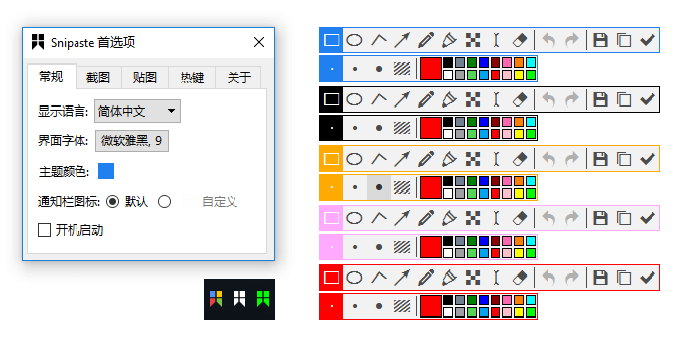 Snipaste 首选项
常规 截图 贴图 热键 关于
显示语言: 简体中文
界面字体: 微软雅黑, 9
主题颜色:
通知栏图标: 默认 自定义
开机启动